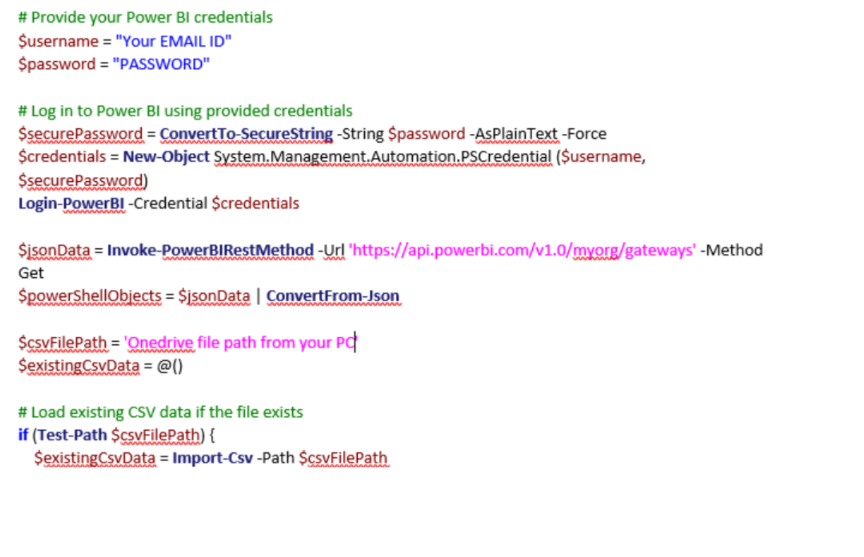 # Provide your Power BI credentials
$username = "Your EMAIL ID"
$password = "PASSWORD"
# Log in to Power BI using provided credentials
$securePassword = ConvertTo-SecureString -String $password -AsPlainText -Force
$credentials = New-Object System.Management.Automation.PSCredential ($username,
$securePassword)
Login-PowerBI -Credential $credentials
$jsonData = Invoke-PowerBIRestMethod -Url 'https://api.powerbi.com/v1.0/myorg/gateways' -Method
Get
$powerShellObjects = $jsonData | ConvertFrom-Json
$csvFilePath = 'Onedrive file path from your PC'
$existingCsvData = @()
# Load existing CSV data if the file exists
if (Test-Path $csvFilePath) {
$existingCsvData = Import-Csv -Path $csvFilePath